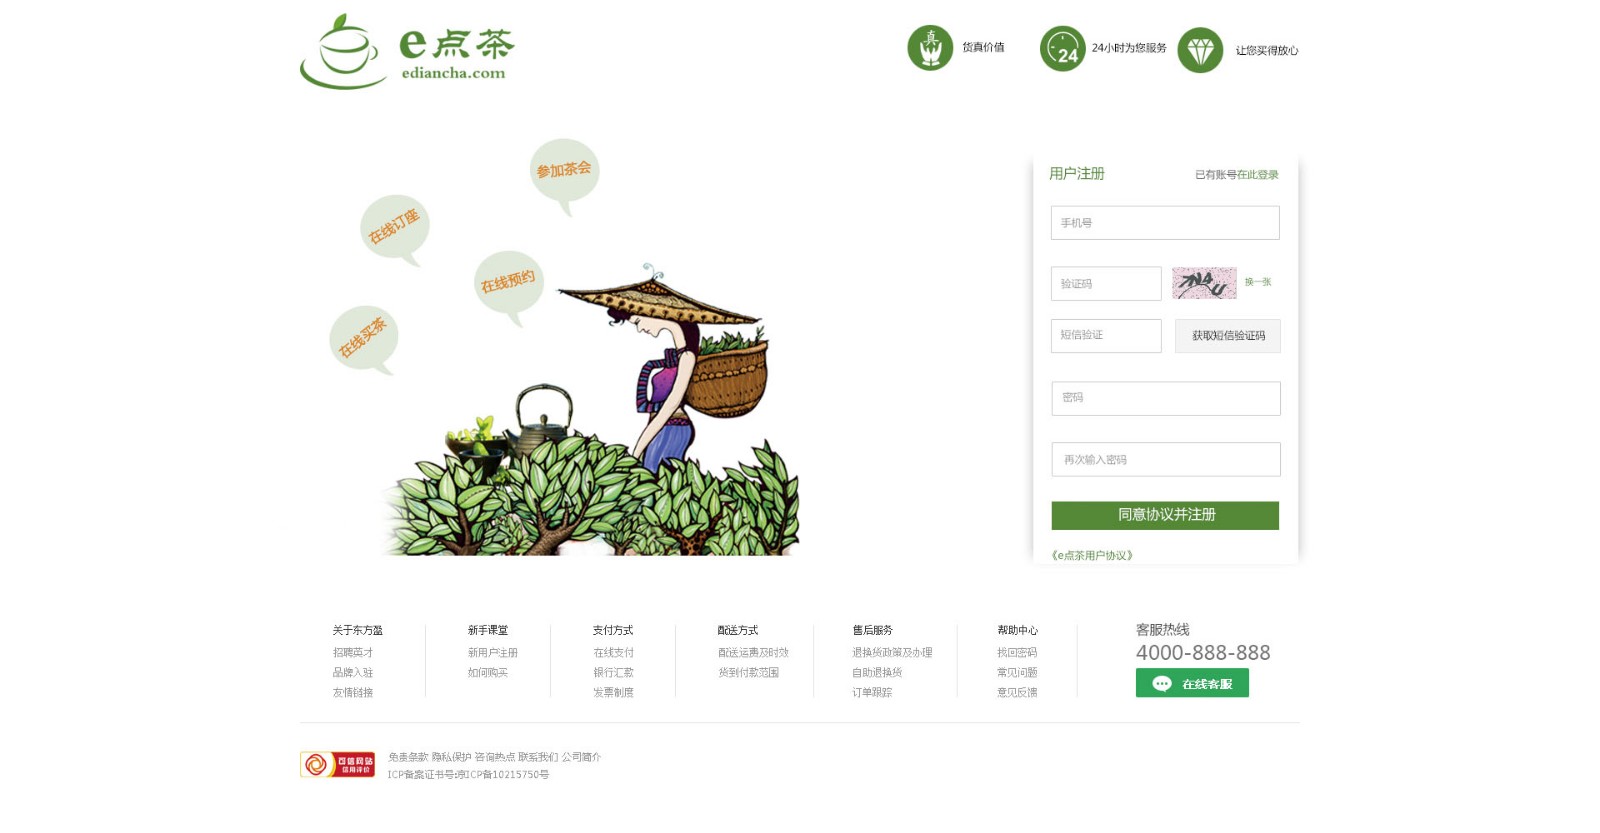 e点茶
ediancha.com
真
货真价值
24
24小时为您服务
让您买得放心
参加茶会
在线订座
在线预约
在线买茶
用户注册
已有账号在此登录
手机号
验证码
换一张
短信验证
获取短信验证码
密码
再次输入密码
同意协议并注册
《e点茶用户协议》
关于东方盈
招聘英才
品牌入驻
友情链接
新手课堂
新用户注册
如何购买
支付方式
在线支付
银行汇款
发票制度
配送方式
配送运费及时效
货到付款范围
售后服务
退换货政策及办理
自助退换货
订单跟踪
帮助中心
找回密码
常见问题
意见反馈
客服热线
4000-888-888
在线客服
可信网站
信用评价
免责条款 隐私保护 咨询热点 联系我们 公司简介
ICP备案证书号:京ICP备10215750号